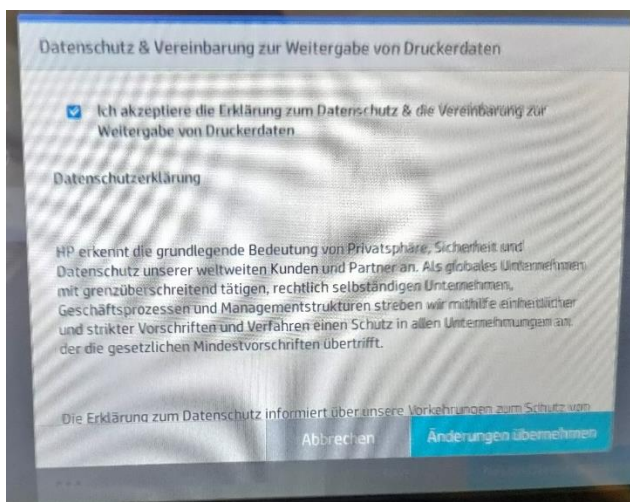 Datenschutz & Vereinbarung zur Weitergabe von Druckerdaten
Ich akzeptiere die Erklärung zum Datenschutz & die Vereinbarung zur
Weitergabe von Druckerdaten
Datenschutzerklärung
HP erkennt die grundlegende Bedeutung von Privatsphäre, Sicherheit und
Datenschutz unserer weltweiten Kunden und Partner an. Als globales Unternehmen
mit grenzüberschreitend tätigen, rechtlich selbständigen Unternehmen,
Geschäftsprozessen und Managementstrukturen streben wir mithilfe einheitlicher
und strikter Vorschriften und Verfahren einen Schutz in allen Unternehmungen an,
der die gesetzlichen Mindestvorschriften übertrifft.
Die Erklärung zum Datenschutz informiert über unsere Vorkehrungen zum Schutz von
Abbrechen
Änderungen übernehmen